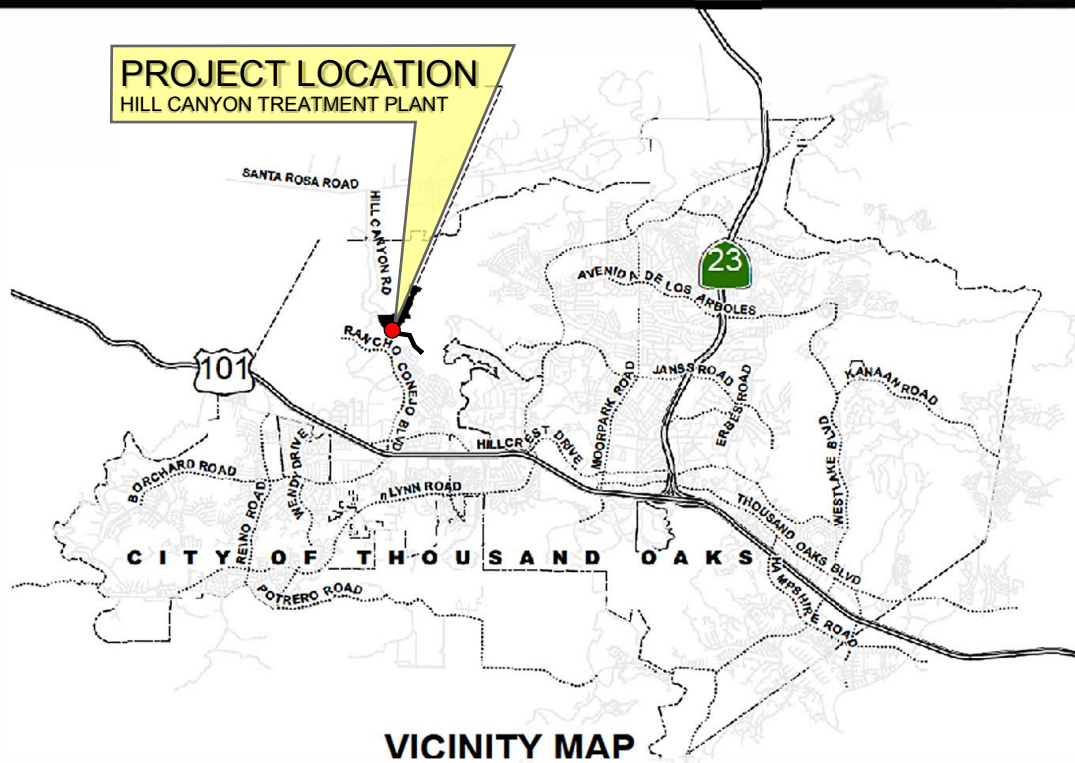 PROJECT LOCATION
HILL CANYON TREATMENT PLANT
SANTA ROSA ROAD
HILL CANYON RD
23
AVENIDA DE LOS ARBOLES
RANCHO CONEJO BLVD
101
JANSS ROAD
KANAAN ROAD
MOORPARK ROAD
ERBES ROAD
HILLCREST DRIVE
WESTLAKE BLVD
BORCHARD ROAD
WENDY DRIVE
REINO ROAD
LYNN ROAD
THOUSAND OAKS BLVD
CITY OF THOUSAND OAKS
HAMPSHIRE ROAD
POTRERO ROAD
VICINITY MAP